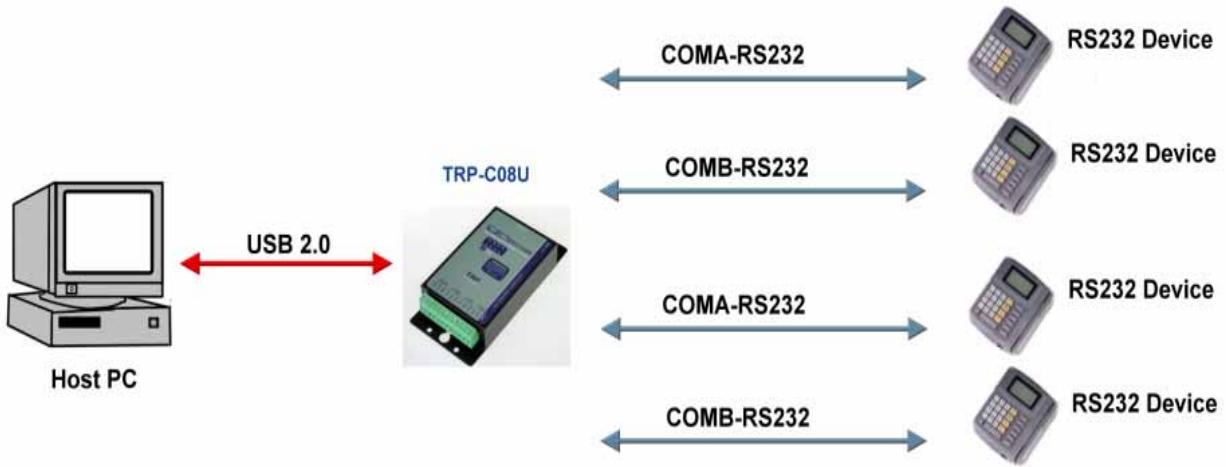 COMA-RS232
RS232 Device
COMB-RS232
RS232 Device
TRP-C08U
USB 2.0
COMA-RS232
RS232 Device
Host PC
COMB-RS232
RS232 Device